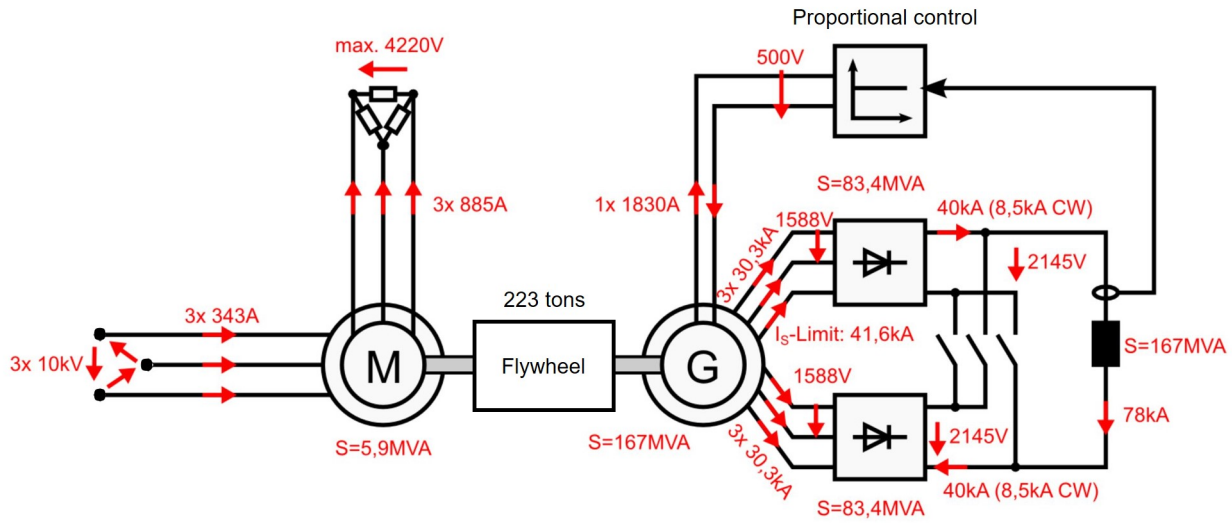 Proportional control
max. 4220V
500V
S=83,4MVA
3x 885A
1x 1830A
1588V
40kA (8,5kA CW)
3x 30,3kA
2145V
223 tons
3x 343A
I_S-Limit: 41,6kA
3x 10kV
M
Flywheel
G
S=167MVA
1588V
78kA
S=5,9MVA
S=167MVA
3x 30,3kA
2145V
40kA (8,5kA CW)
S=83,4MVA